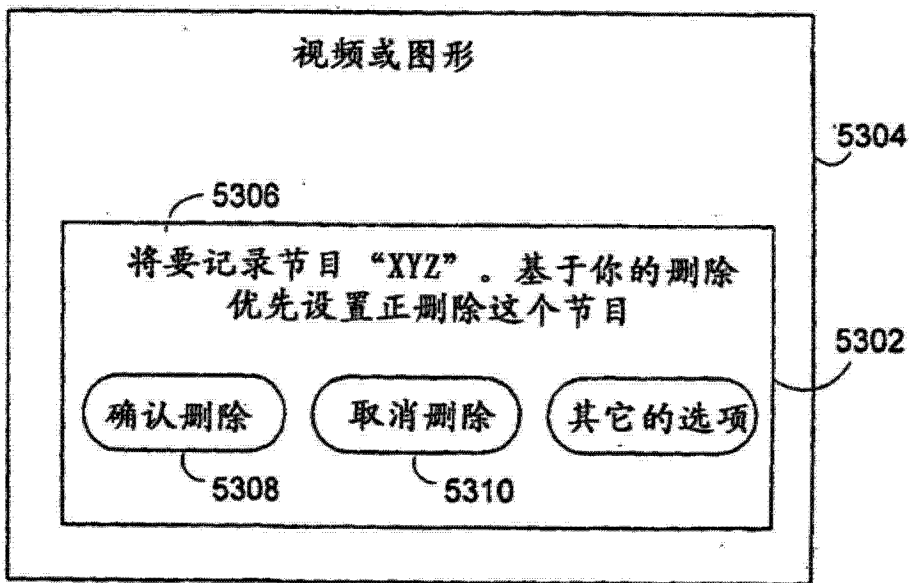 视频或图形
5304
5306
将要记录节目“XYZ”。基于你的删除
优先设置正删除这个节目
5302
确认删除 取消删除 其它的选项
5308 5310